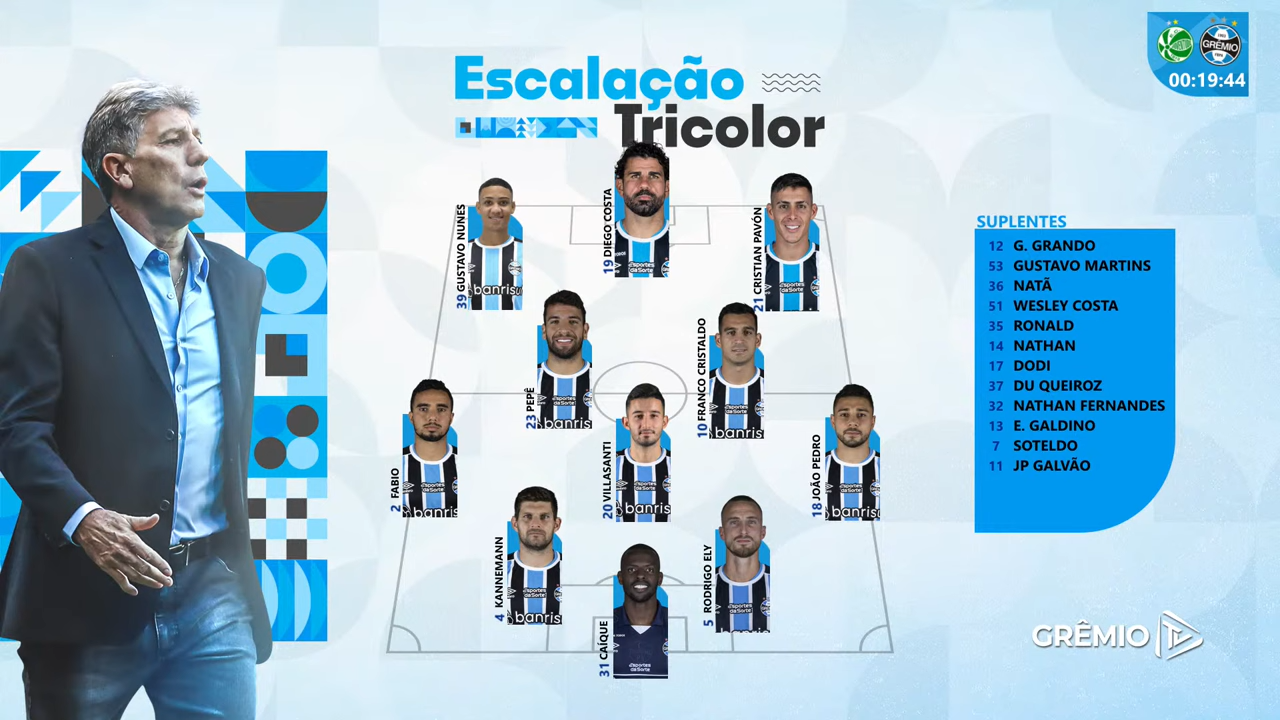 GRÊMIO
00:19:44
Escalação
Tricolor
39 GUSTAVO NUNES
19 DIEGO COSTA
21 CRISTIAN PAVÓN
23 PEPÊ
10 FRANCO CRISTALDO
2 FABIO
20 VILLASANTI
18 JOÃO PEDRO
4 KANNEMANN
31 CAÍQUE
5 RODRIGO ELY
SUPLENTES
12 G. GRANDO
53 GUSTAVO MARTINS
36 NATÃ
51 WESLEY COSTA
35 RONALD
14 NATHAN
17 DODI
37 DU QUEIROZ
32 NATHAN FERNANDES
13 E. GALDINO
7 SOTELDO
11 JP GALVÃO
GRÊMIO TV